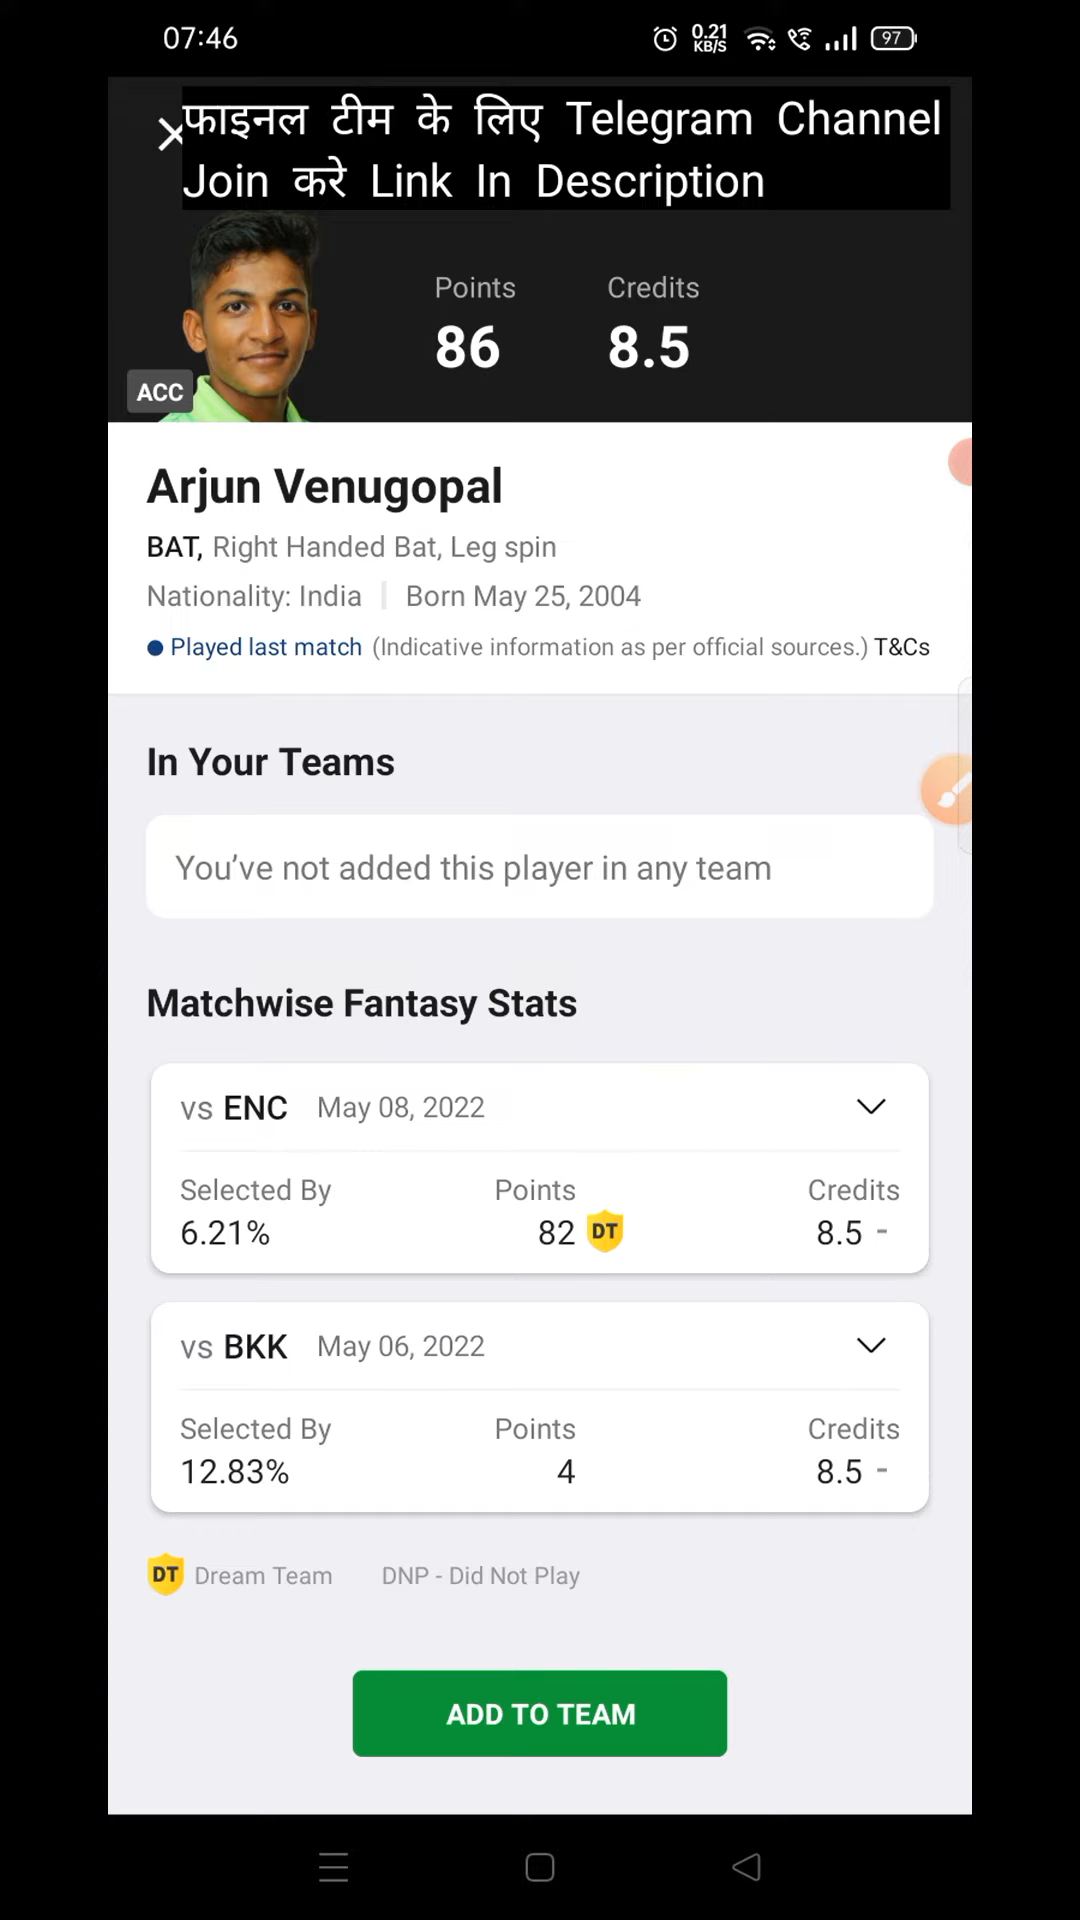 07:46
0.21 KB/S
97
फाइनल टीम के लिए Telegram Channel
Join करे Link In Description
Points Credits
86 8.5
ACC
Arjun Venugopal
BAT, Right Handed Bat, Leg spin
Nationality: India | Born May 25, 2004
Played last match (Indicative information as per official sources.) T&Cs
In Your Teams
You’ve not added this player in any team
Matchwise Fantasy Stats
vs ENC May 08, 2022
Selected By Points Credits
6.21% 82 DT 8.5 -
vs BKK May 06, 2022
Selected By Points Credits
12.83% 4 8.5 -
DT Dream Team DNP - Did Not Play
ADD TO TEAM